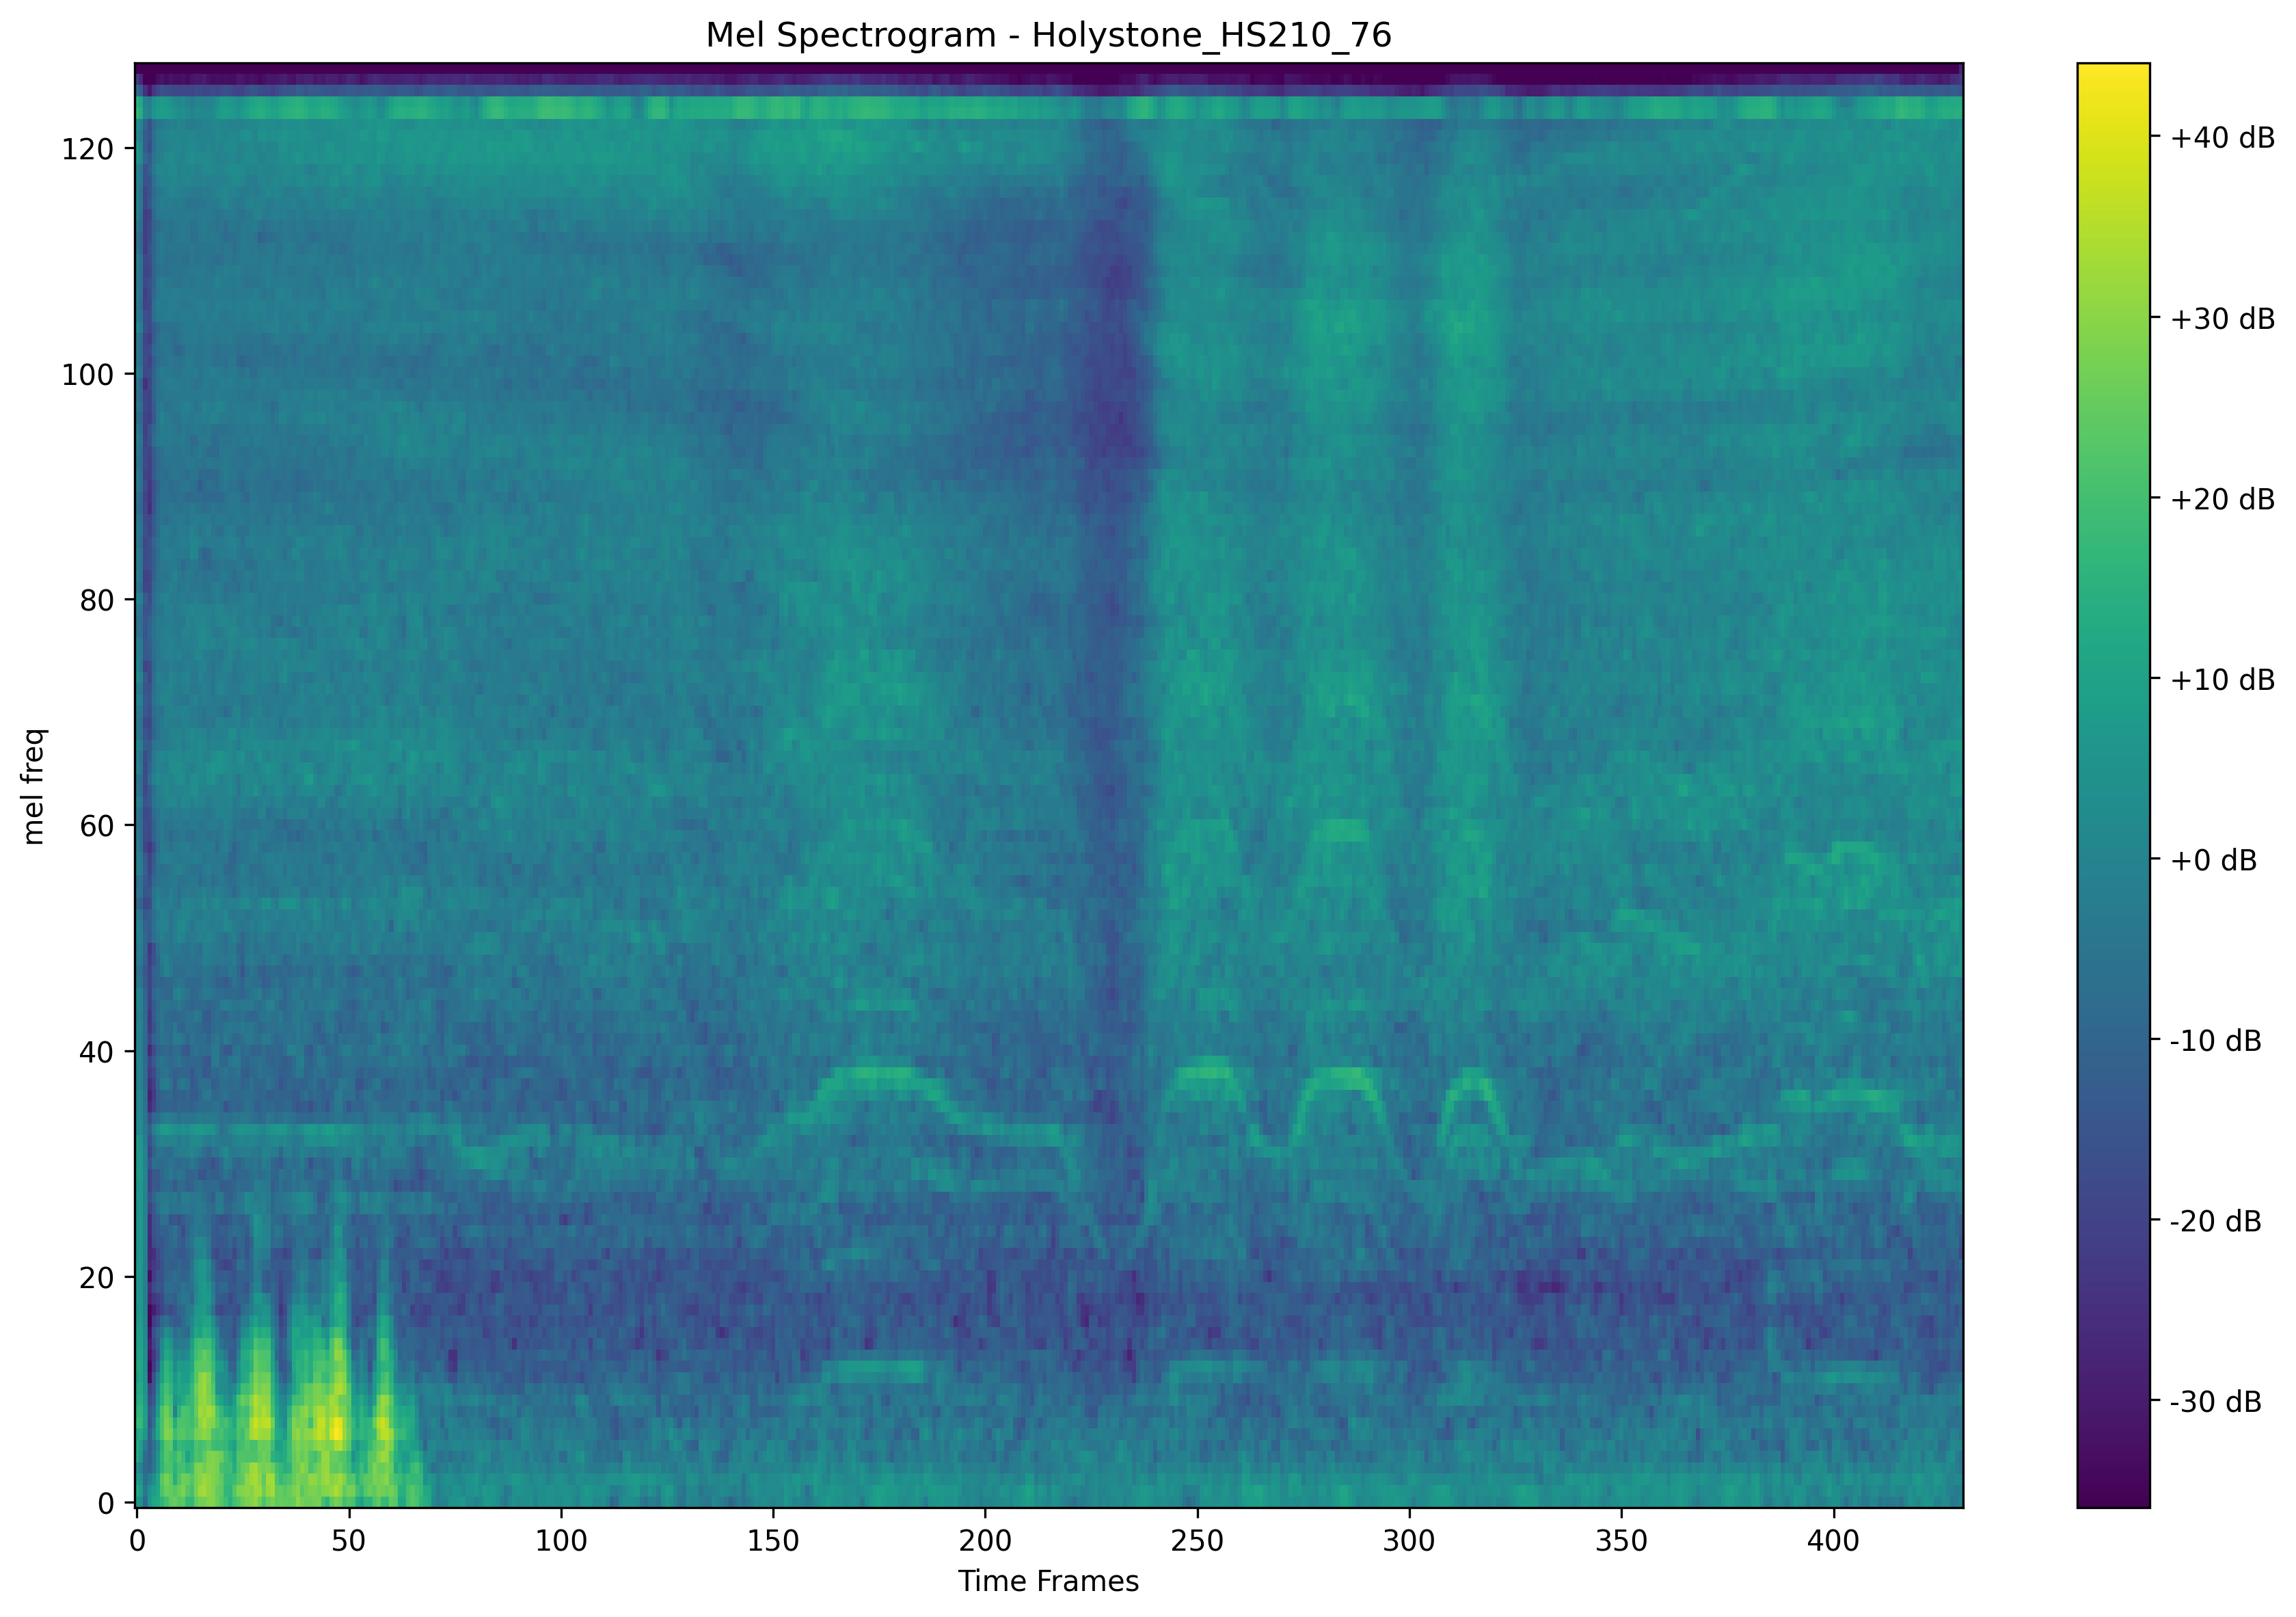 Mel Spectrogram - Holystone_HS210_76
mel freq
120
100
80
60
40
20
0
0 50 100 150 200 250 300 350 400
Time Frames
+40 dB
+30 dB
+20 dB
+10 dB
+0 dB
-10 dB
-20 dB
-30 dB